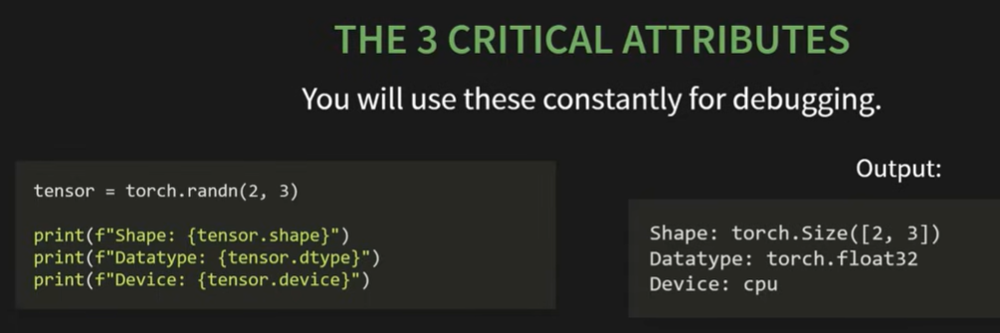 THE 3 CRITICAL ATTRIBUTES
You will use these constantly for debugging.
tensor = torch.randn(2, 3)
print(f"Shape: {tensor.shape}")
print(f"Datatype: {tensor.dtype}")
print(f"Device: {tensor.device}")
Output:
Shape: torch.Size([2, 3])
Datatype: torch.float32
Device: cpu